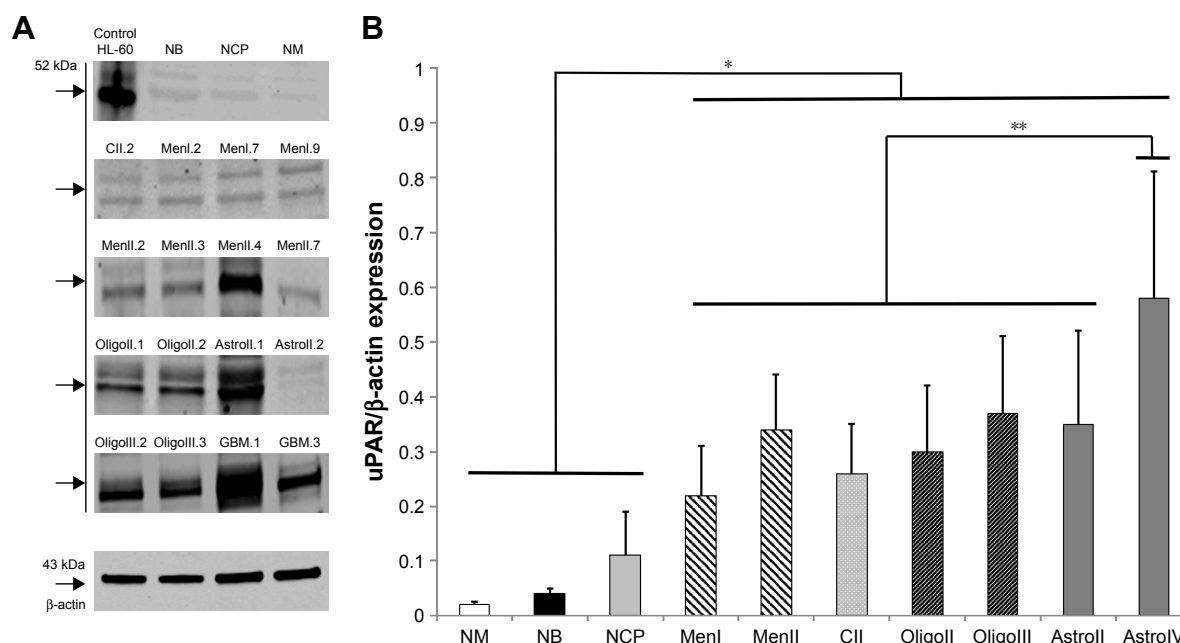 A
Control
HL-60 NB NCP NM
52 kDa
CII.2 MenI.2 MenI.7 MenI.9
MenII.2 MenII.3 MenII.4 MenII.7
OligoII.1 OligoII.2 AstroII.1 AstroII.2
OligoIII.2 OligoIII.3 GBM.1 GBM.3
43 kDa
β-actin
B
uPAR/β-actin expression
1
0.9
0.8
0.7
0.6
0.5
0.4
0.3
0.2
0.1
0
*
**
NM NB NCP MenI MenII CII OligoII OligoIII AstroII AstroIV